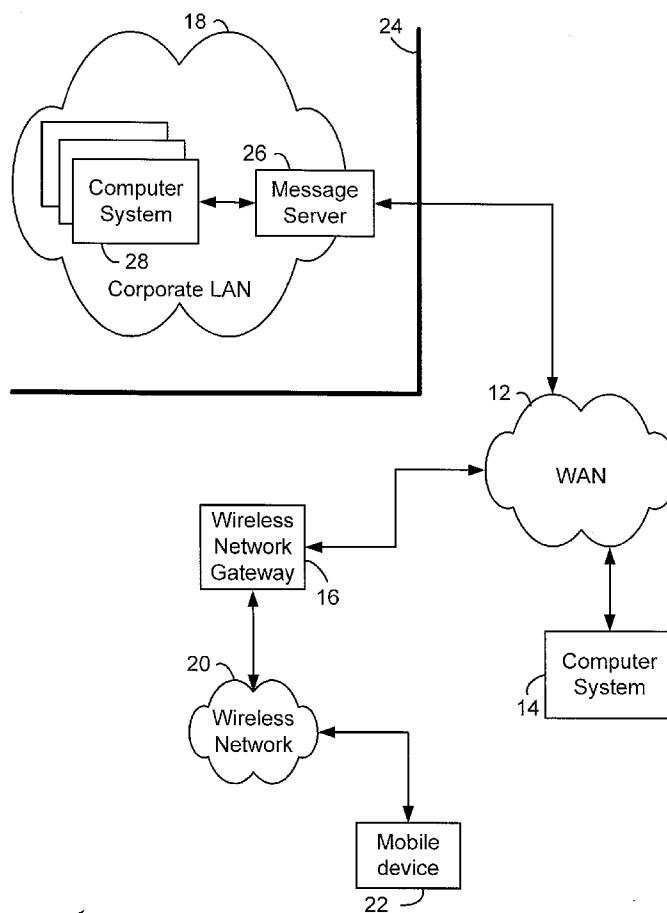 18
24
26
Computer
System
Message
Server
28
Corporate LAN
12
WAN
Wireless
Network
Gateway
16
20
Wireless
Network
Computer
System
14
Mobile
device
22